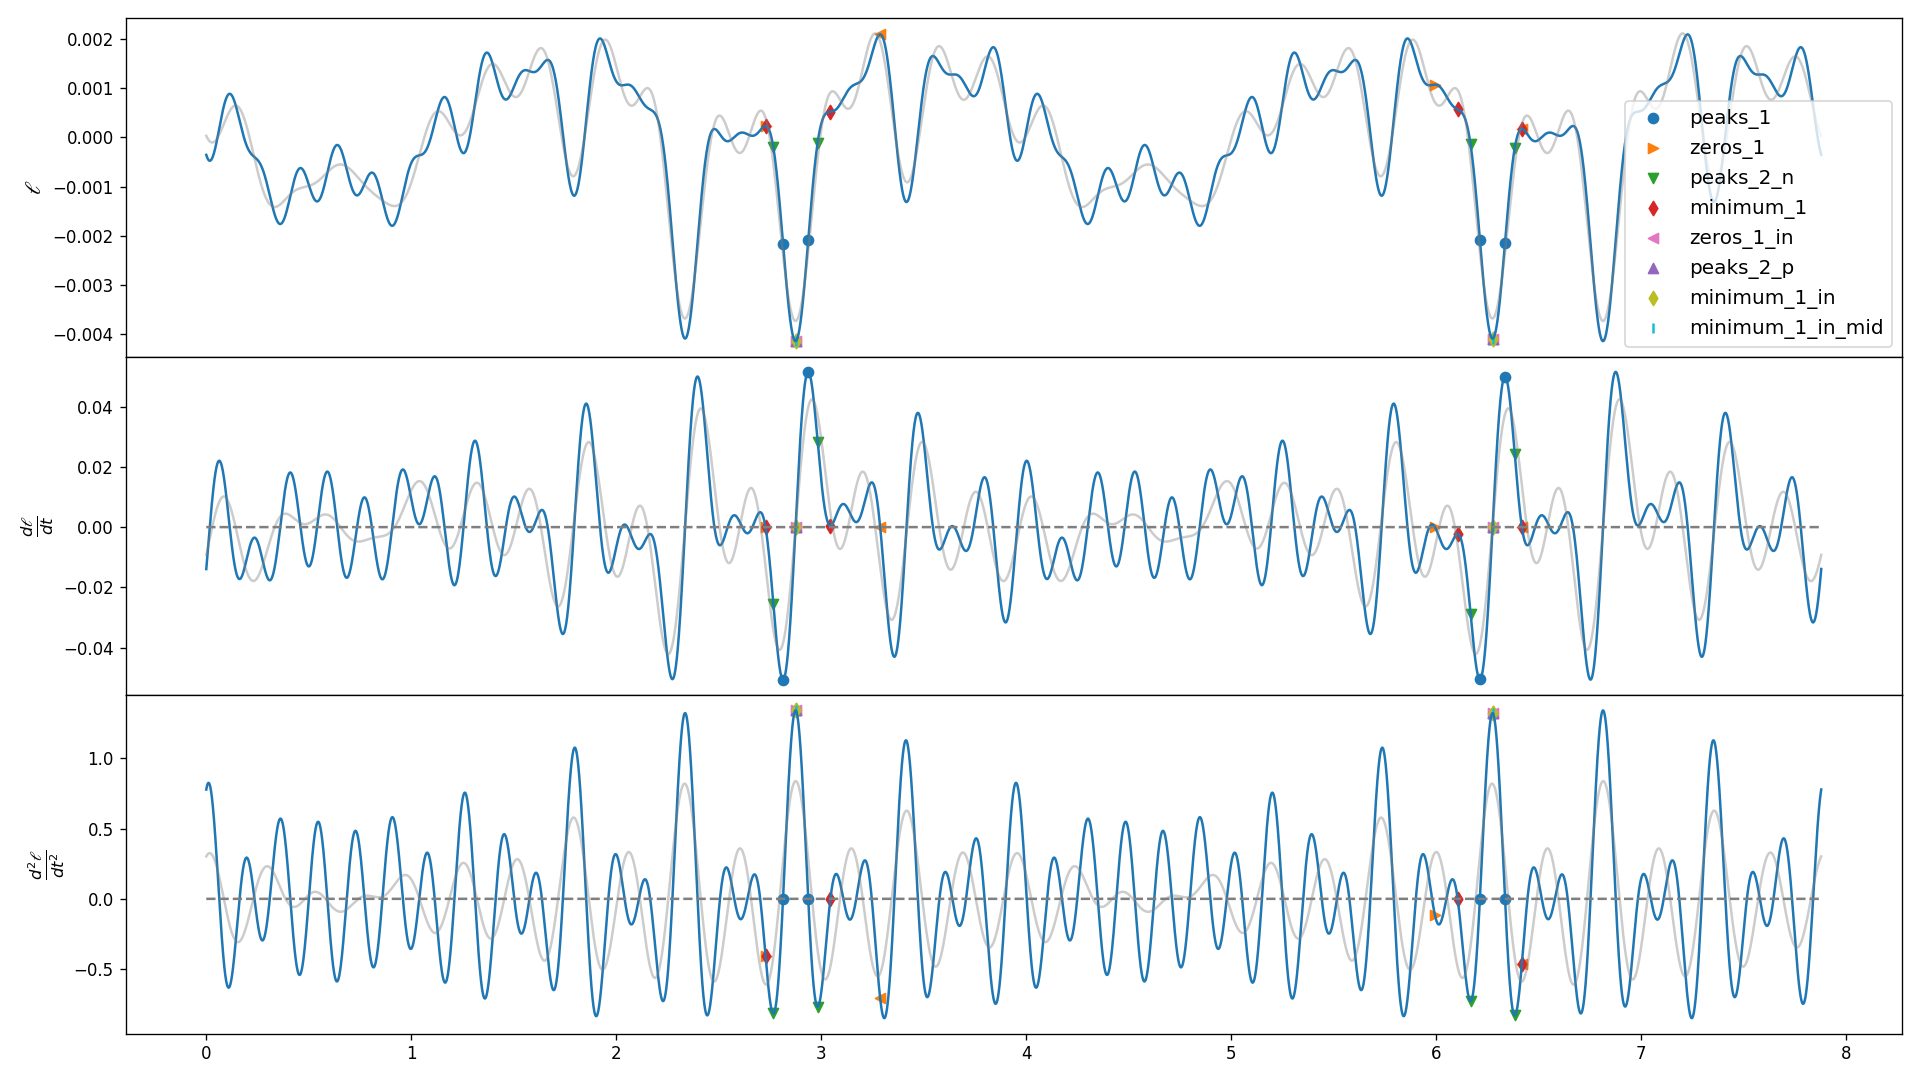 0.002
0.001
0.000
−0.001
−0.002
−0.003
−0.004
ℓ
peaks_1
zeros_1
peaks_2_n
minimum_1
zeros_1_in
peaks_2_p
minimum_1_in
minimum_1_in_mid
0.04
0.02
0.00
−0.02
−0.04
dℓ
dt
1.0
0.5
0.0
−0.5
d²ℓ
dt²
0 1 2 3 4 5 6 7 8